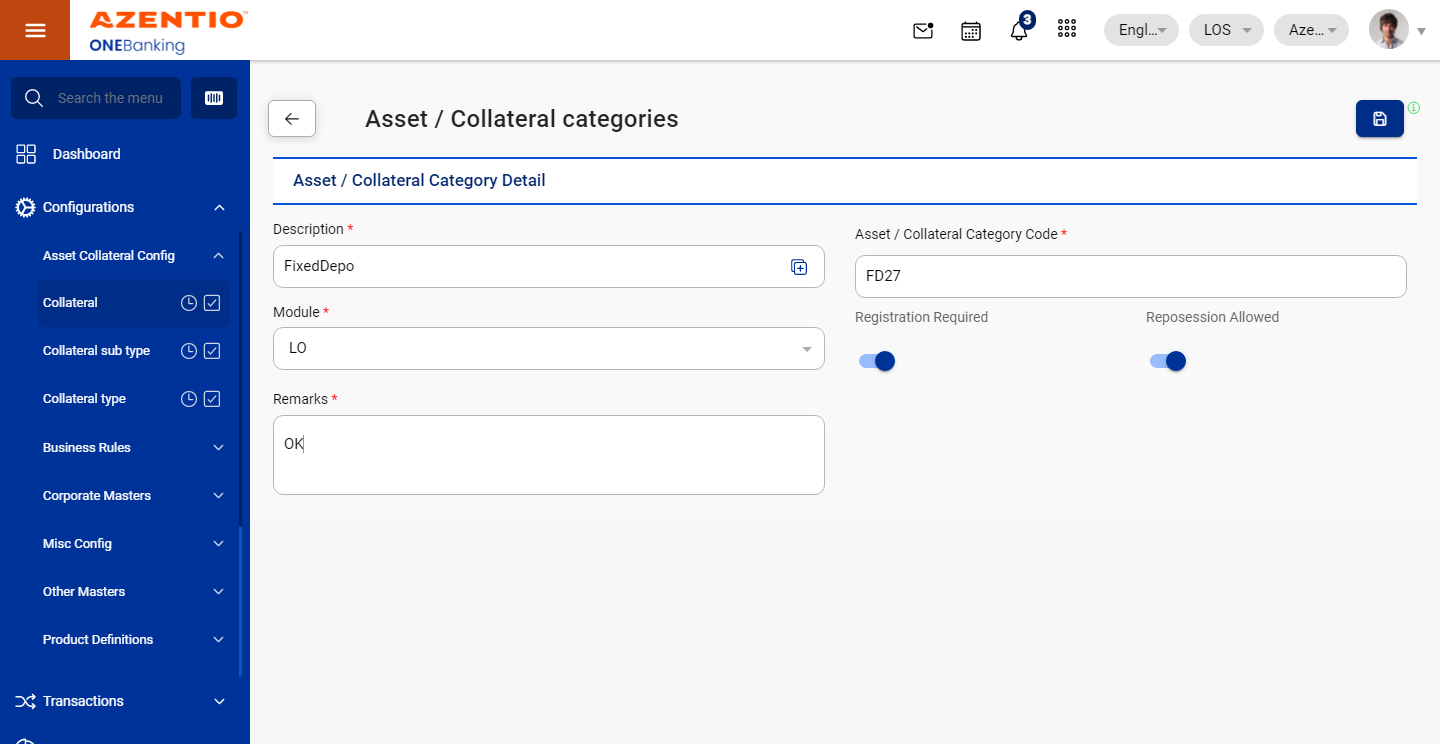 AZENTIO™
ONEBanking
3
Engl...
LOS
Aze...
Search the menu
Dashboard
Configurations
Asset Collateral Config
Collateral
Collateral sub type
Collateral type
Business Rules
Corporate Masters
Misc Config
Other Masters
Product Definitions
Transactions
Asset / Collateral categories
Asset / Collateral Category Detail
Description *
FixedDepo
Asset / Collateral Category Code *
FD27
Module *
LO
Registration Required
Reposession Allowed
Remarks *
OK